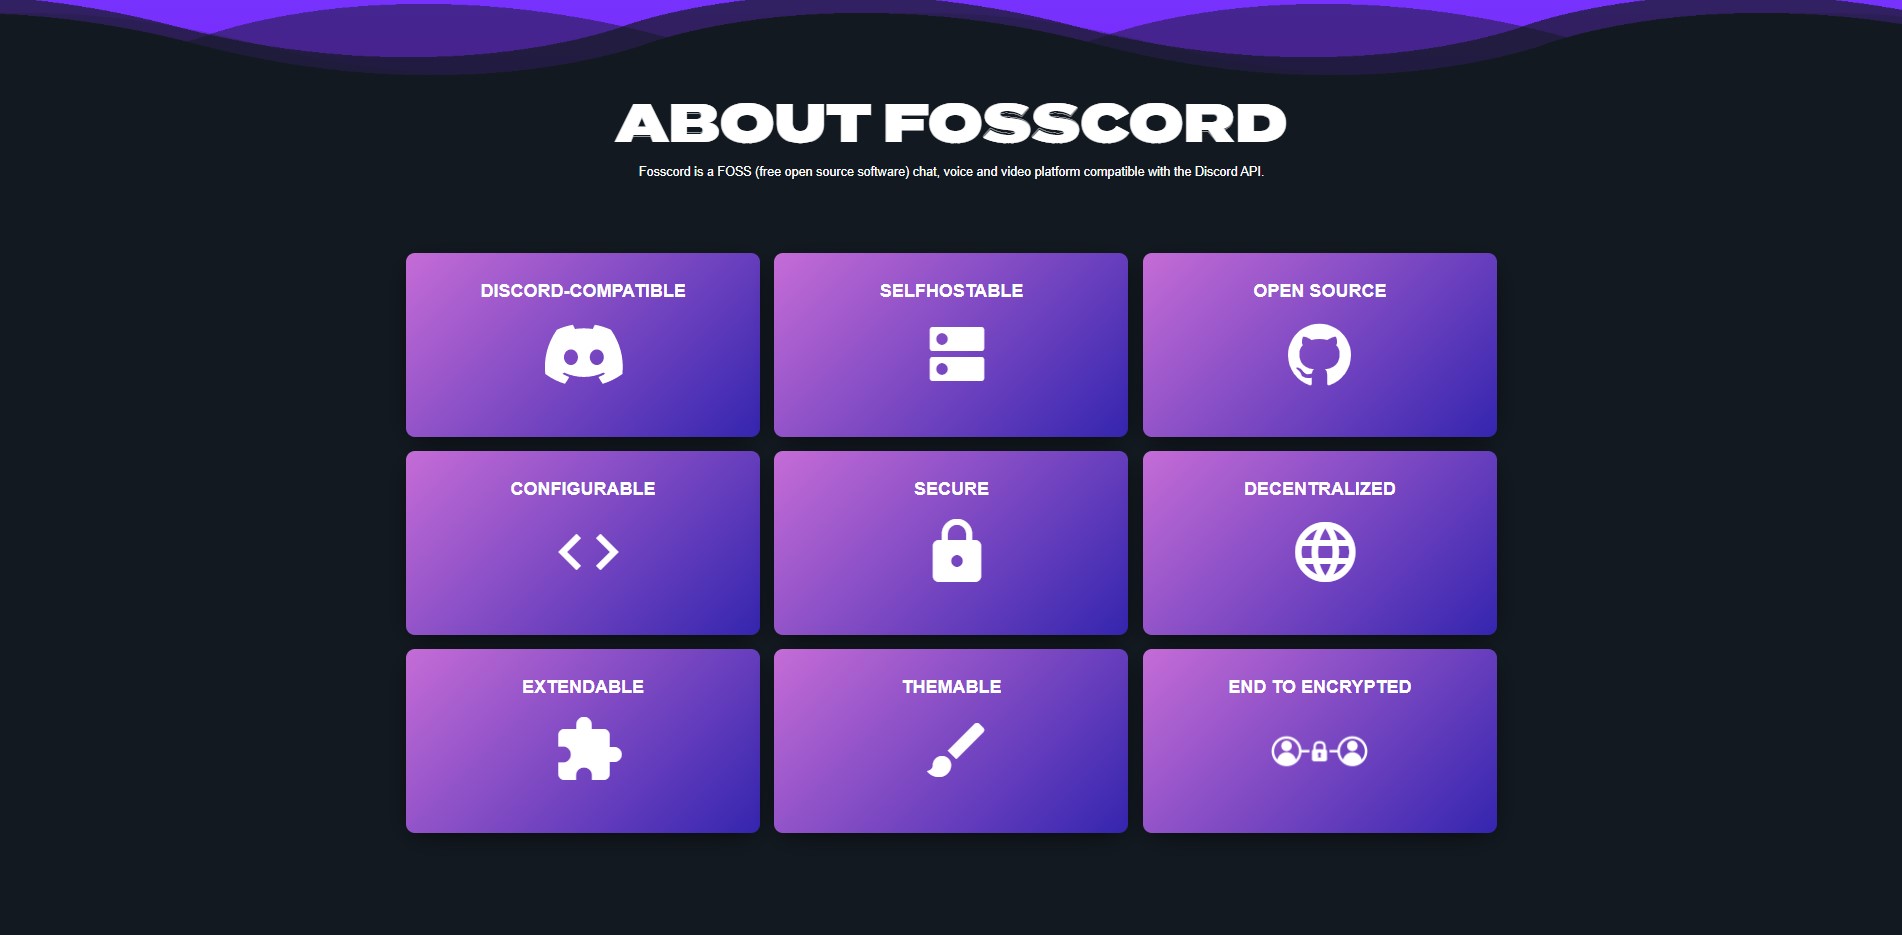 ABOUT FOSSCORD
Fosscord is a FOSS (free open source software) chat, voice and video platform compatible with the Discord API.
DISCORD-COMPATIBLE
SELFHOSTABLE
OPEN SOURCE
CONFIGURABLE
SECURE
DECENTRALIZED
EXTENDABLE
THEMABLE
END TO ENCRYPTED